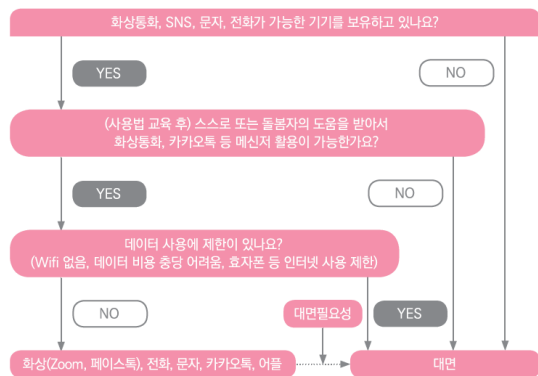 화상통화, SNS, 문자, 전화가 가능한 기기를 보유하고 있나요?
YES
NO
(사용법 교육 후) 스스로 또는 돌봄자의 도움을 받아서
화상통화, 카카오톡 등 메신저 활용이 가능한가요?
YES
NO
데이터 사용에 제한이 있나요?
(Wifi 없음, 데이터 비용 충당 어려움, 효자폰 등 인터넷 사용 제한)
NO
대면필요성
YES
화상(Zoom, 페이스톡), 전화, 문자, 카카오톡, 어플
대면